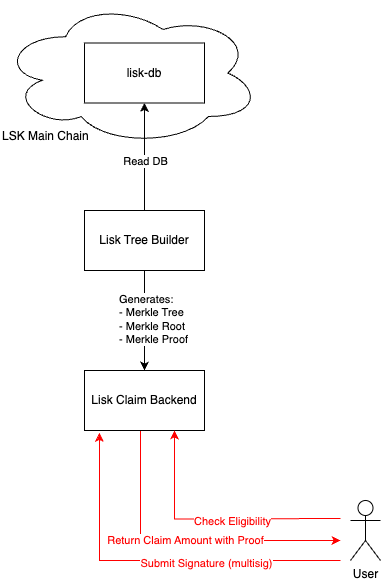 lisk-db
LSK Main Chain
Read DB
Lisk Tree Builder
Generates:
- Merkle Tree
- Merkle Root
- Merkle Proof
Lisk Claim Backend
Check Eligibility
Return Claim Amount with Proof
Submit Signature (multisig)
User